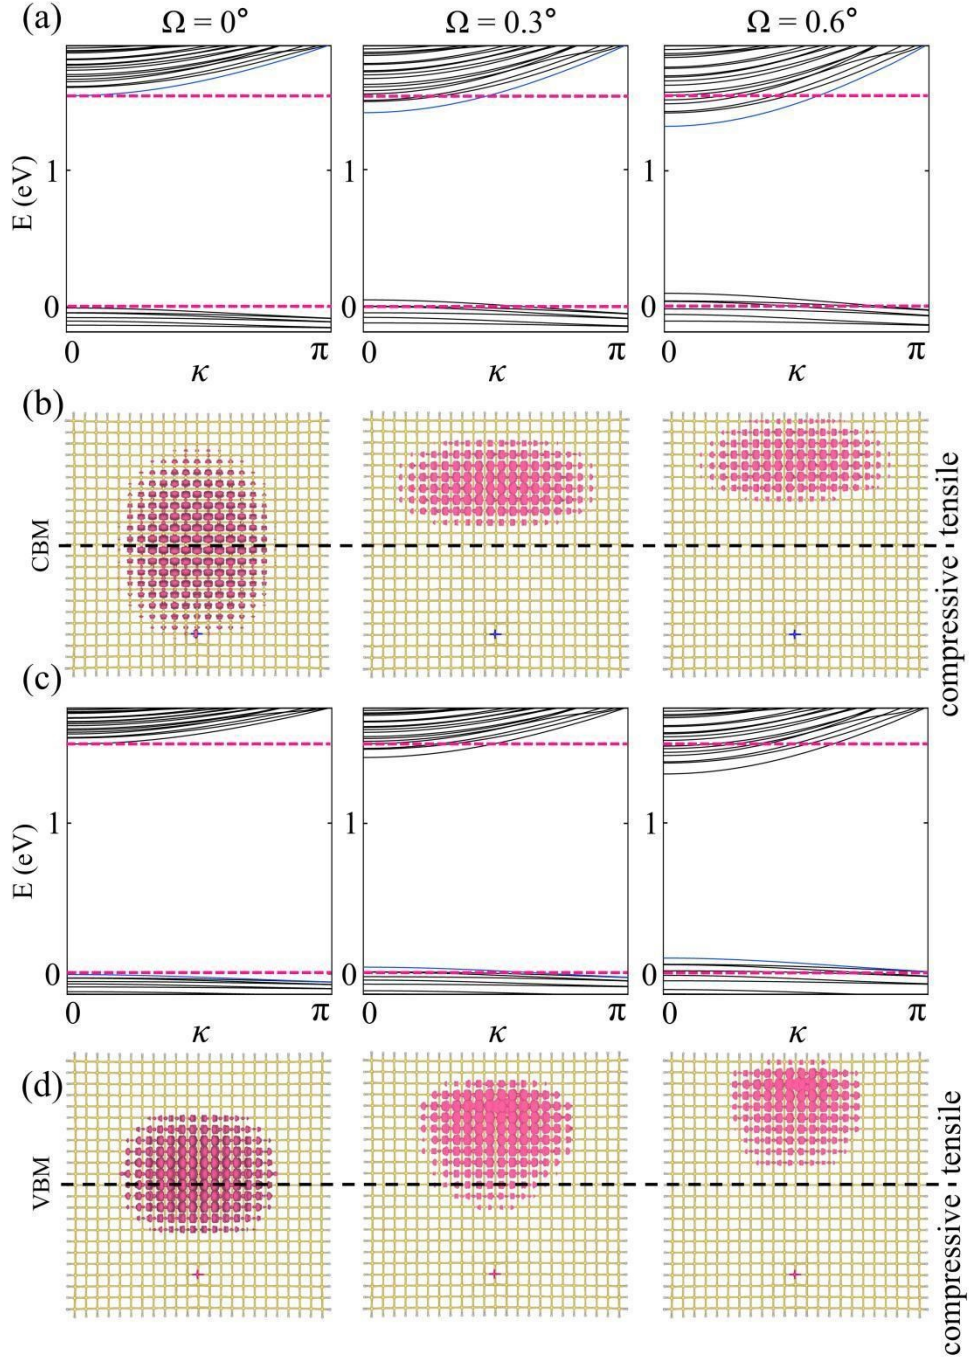 (a)
Ω = 0° Ω = 0.3° Ω = 0.6°
E (eV)
1 1 1
0 0 0
0 π 0 π 0 π
κ κ κ
(b)
CBM
compressive tensile
(c)
E (eV)
1 1 1
0 0 0
0 π 0 π 0 π
κ κ κ
(d)
VBM
compressive tensile